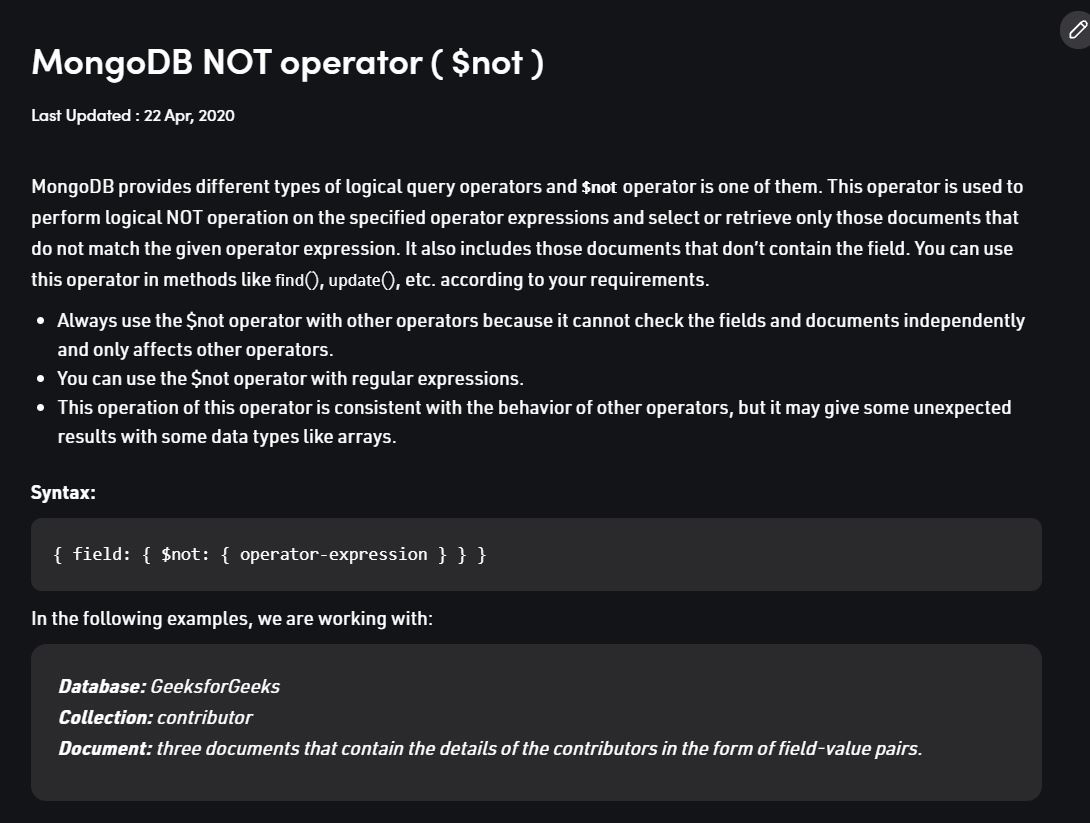 MongoDB NOT operator ( $not )
Last Updated : 22 Apr, 2020
MongoDB provides different types of logical query operators and $not operator is one of them. This operator is used to
perform logical NOT operation on the specified operator expressions and select or retrieve only those documents that
do not match the given operator expression. It also includes those documents that don’t contain the field. You can use
this operator in methods like find(), update(), etc. according to your requirements.
• Always use the $not operator with other operators because it cannot check the fields and documents independently
and only affects other operators.
• You can use the $not operator with regular expressions.
• This operation of this operator is consistent with the behavior of other operators, but it may give some unexpected
results with some data types like arrays.
Syntax:
{ field: { $not: { operator-expression } } }
In the following examples, we are working with:
Database: GeeksforGeeks
Collection: contributor
Document: three documents that contain the details of the contributors in the form of field-value pairs.